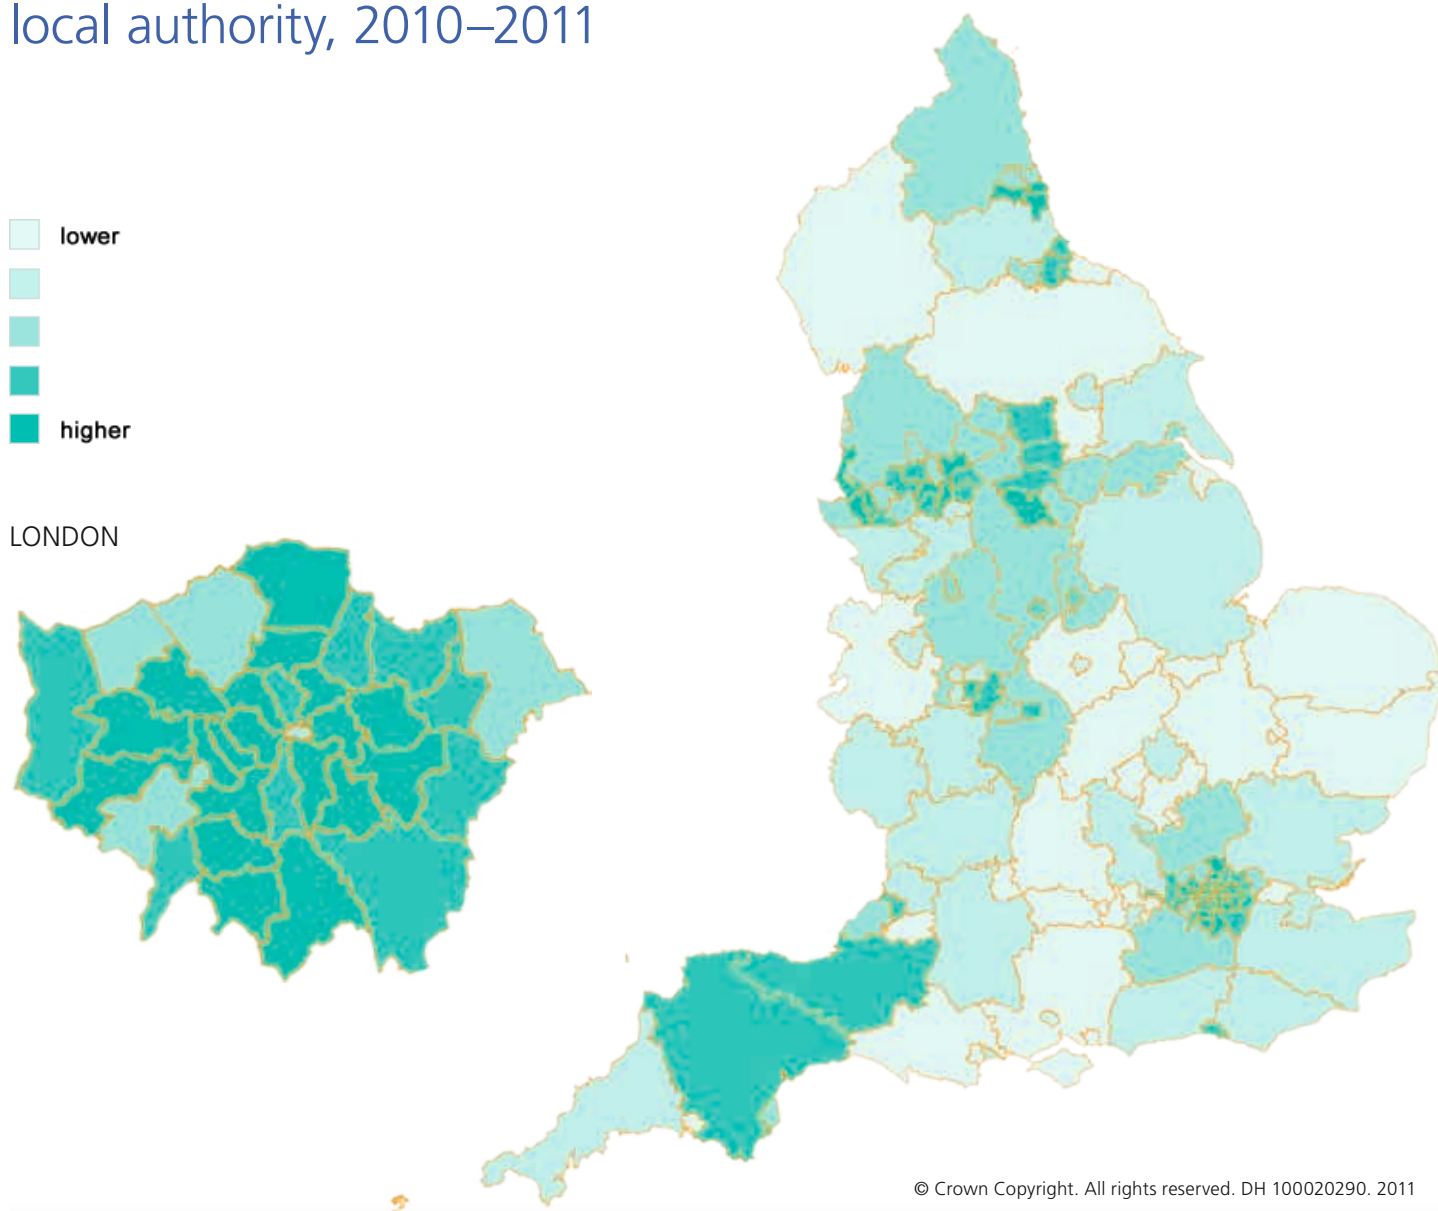 local authority, 2010–2011
lower
higher
LONDON
© Crown Copyright. All rights reserved. DH 100020290. 2011